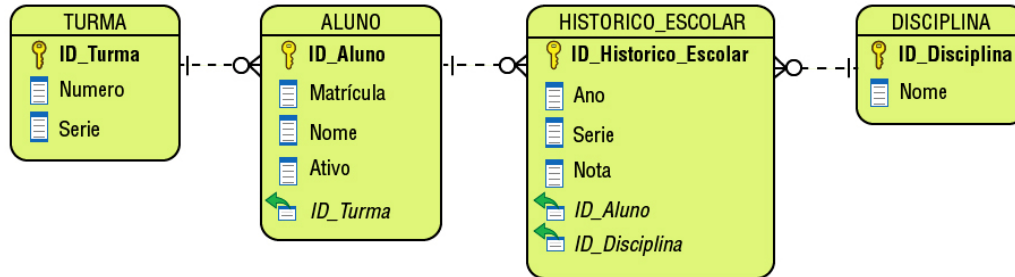 TURMA
ID_Turma
Numero
Serie
ALUNO
ID_Aluno
Matrícula
Nome
Ativo
ID_Turma
HISTORICO_ESCOLAR
ID_Historico_Escolar
Ano
Serie
Nota
ID_Aluno
ID_Disciplina
DISCIPLINA
ID_Disciplina
Nome